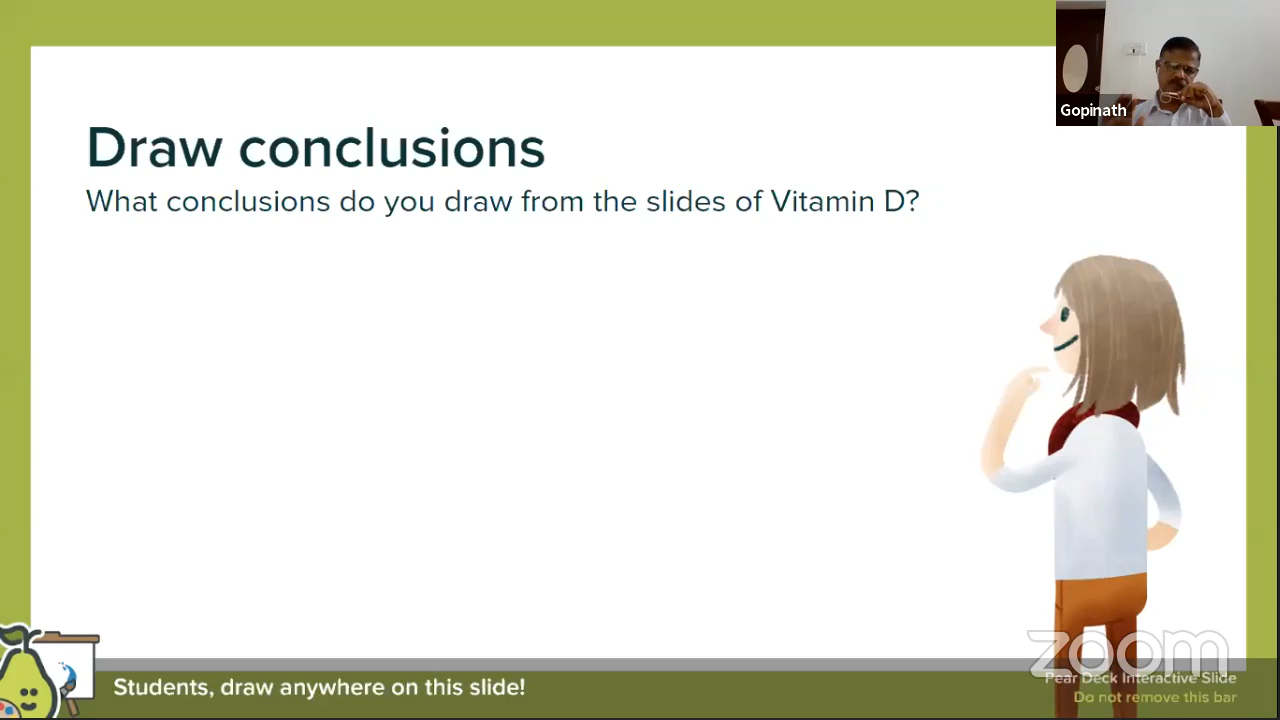 Gopinath
Draw conclusions
What conclusions do you draw from the slides of Vitamin D?
zoom
Students, draw anywhere on this slide!
Pear Deck Interactive Slide
Do not remove this bar